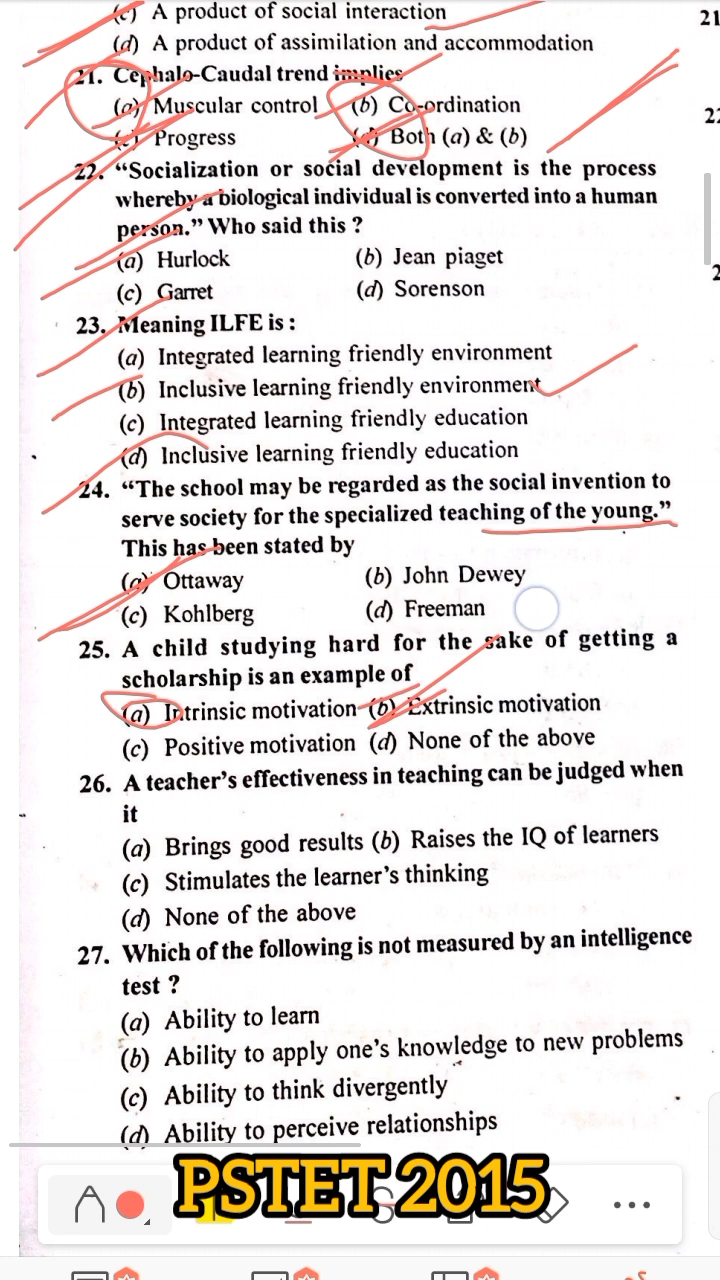 (c) A product of social interaction
(d) A product of assimilation and accommodation
21. Cephalo-Caudal trend implies
(a) Muscular control (b) Co-ordination
(c) Progress (d) Both (a) & (b)
22. “Socialization or social development is the process
whereby a biological individual is converted into a human
person.” Who said this ?
(a) Hurlock (b) Jean piaget
(c) Garret (d) Sorenson
23. Meaning ILFE is :
(a) Integrated learning friendly environment
(b) Inclusive learning friendly environment
(c) Integrated learning friendly education
(d) Inclusive learning friendly education
24. “The school may be regarded as the social invention to
serve society for the specialized teaching of the young.”
This has been stated by
(a) Ottaway (b) John Dewey
(c) Kohlberg (d) Freeman
25. A child studying hard for the sake of getting a
scholarship is an example of
(a) Intrinsic motivation (b) Extrinsic motivation
(c) Positive motivation (d) None of the above
26. A teacher’s effectiveness in teaching can be judged when
it
(a) Brings good results (b) Raises the IQ of learners
(c) Stimulates the learner’s thinking
(d) None of the above
27. Which of the following is not measured by an intelligence
test ?
(a) Ability to learn
(b) Ability to apply one’s knowledge to new problems
(c) Ability to think divergently
(d) Ability to perceive relationships
PSTET 2015
21